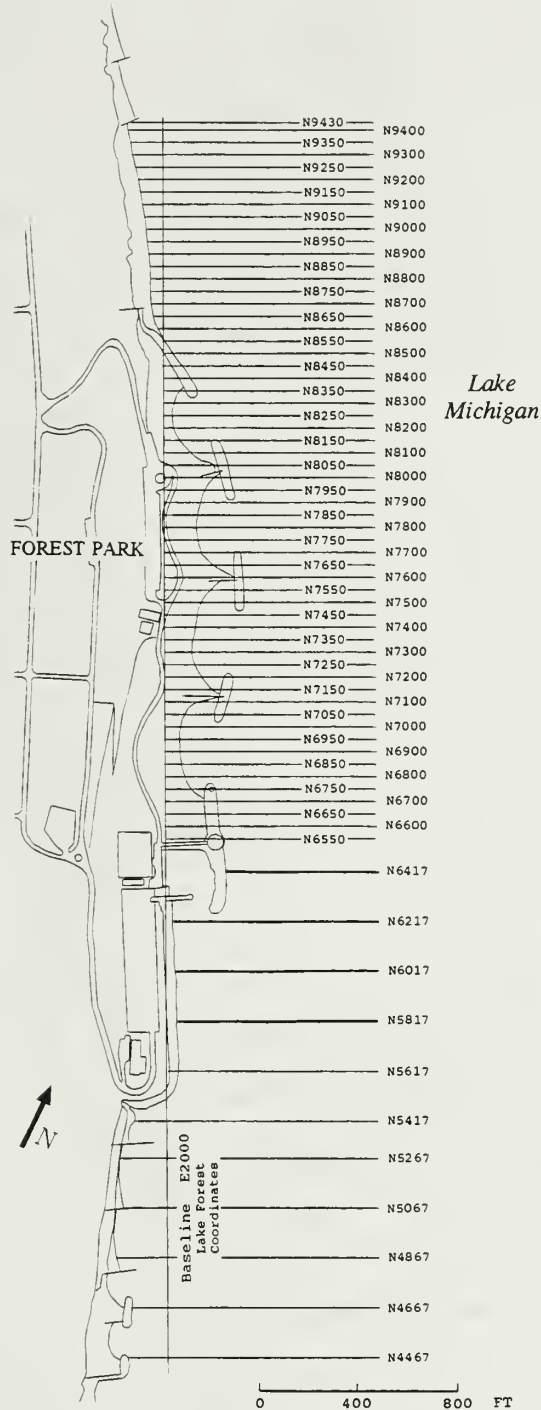 N9430
N9400
N9350
N9300
N9250
N9200
N9150
N9100
N9050
N9000
N8950
N8900
N8850
N8800
N8750
N8700
N8650
N8600
N8550
N8500
N8450
N8400
Lake
Michigan
N8350
N8300
N8250
N8200
N8150
N8100
N8050
N8000
N7950
N7900
N7850
N7800
FOREST PARK
N7750
N7700
N7650
N7600
N7550
N7500
N7450
N7400
N7350
N7300
N7250
N7200
N7150
N7100
N7050
N7000
N6950
N6900
N6850
N6800
N6750
N6700
N6650
N6600
N6550
N6417
N6217
N6017
N5817
N5617
N
N5417
N5267
N5067
N4867
Baseline E2000
Lake Forest
Coordinates
N4667
N4467
0 400 800 FT